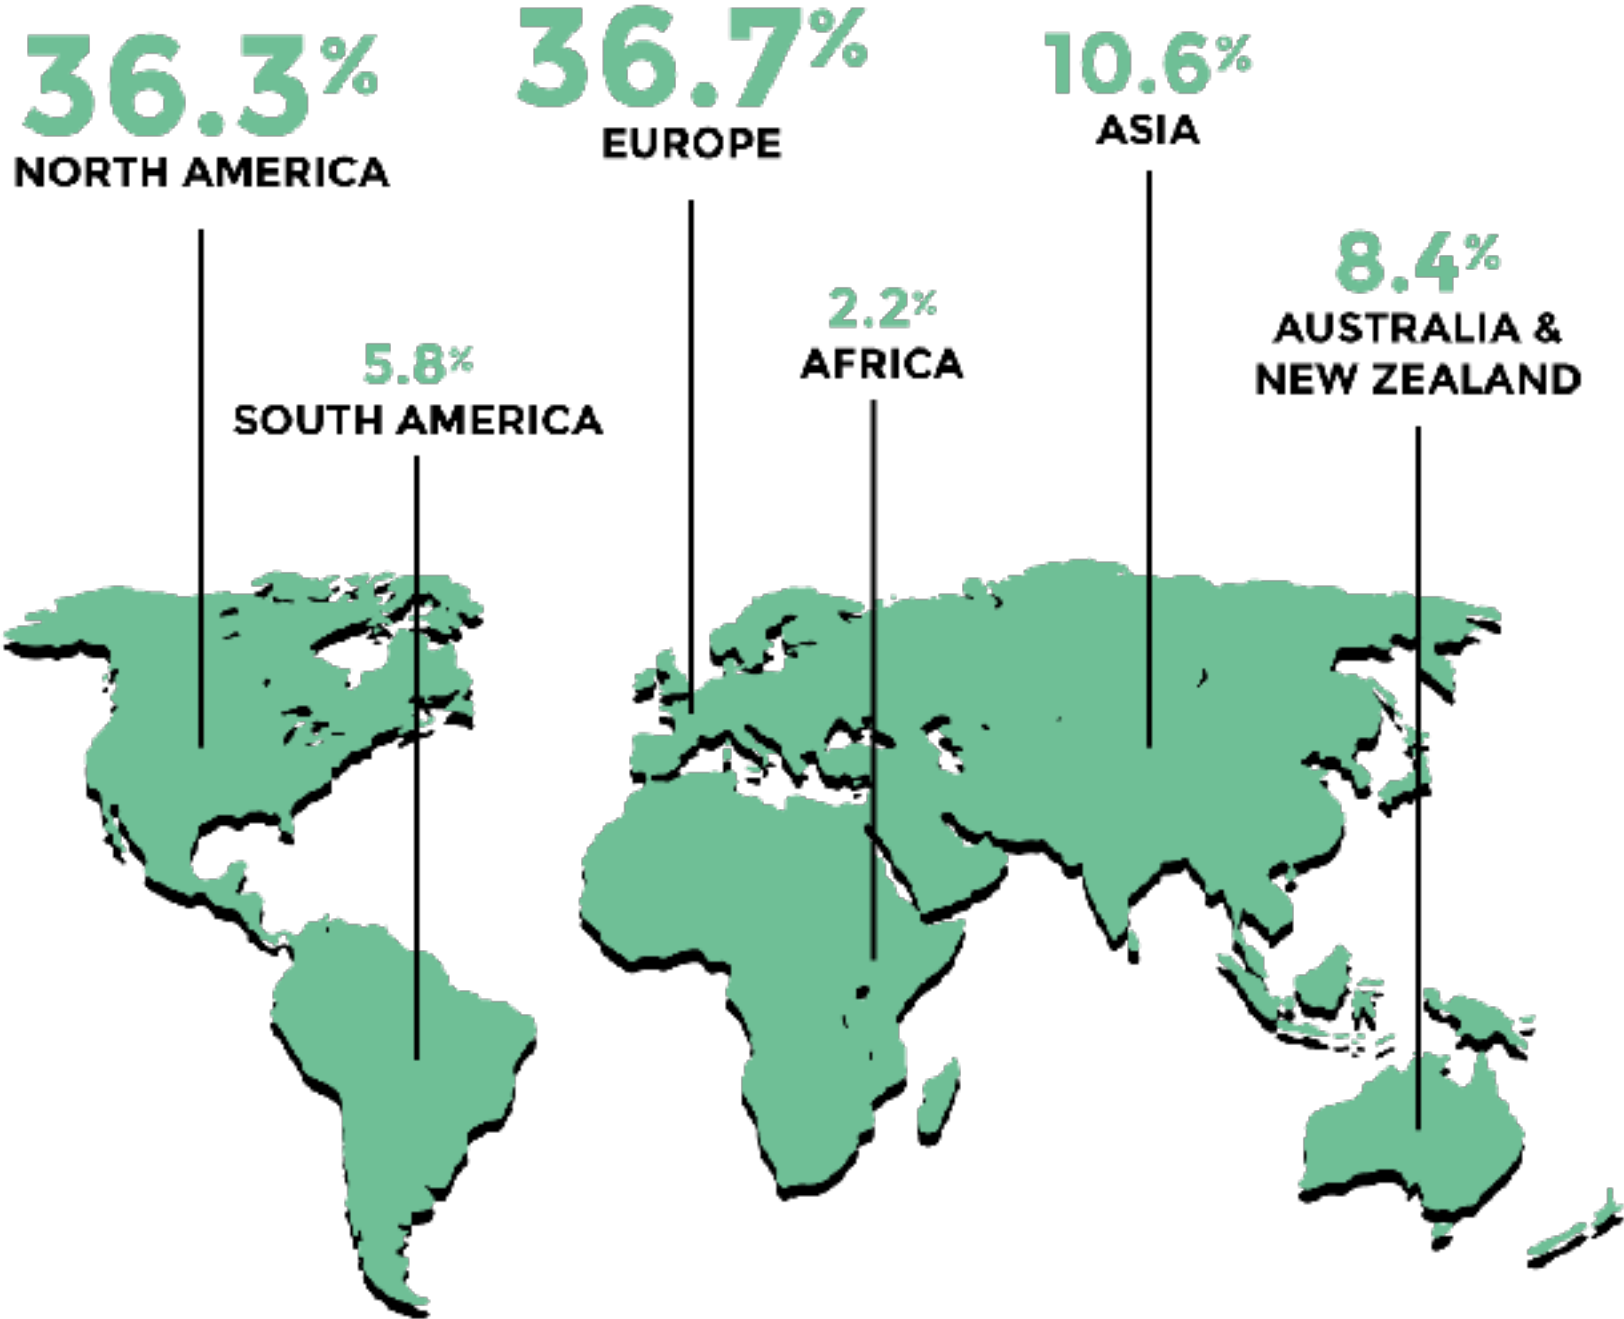 36.3%
NORTH AMERICA
36.7%
EUROPE
10.6%
ASIA
5.8%
SOUTH AMERICA
2.2%
AFRICA
8.4%
AUSTRALIA &
NEW ZEALAND